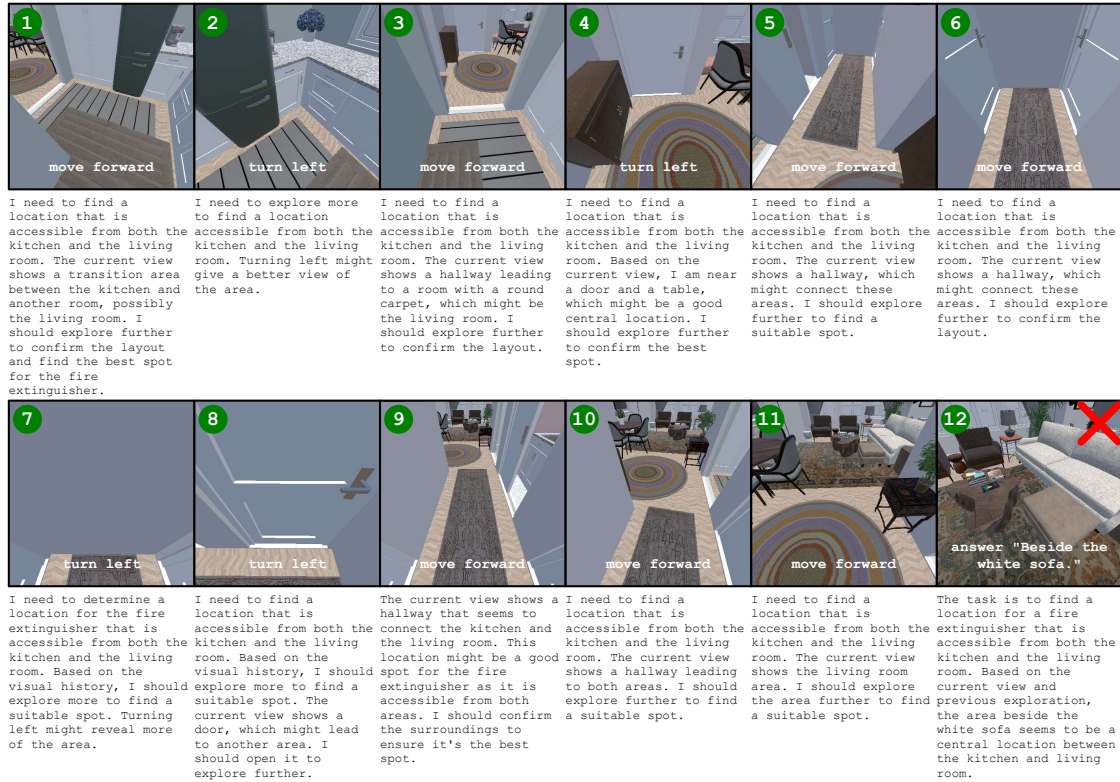 1
move forward
I need to find a
location that is
accessible from both the
kitchen and the living
room. The current view
shows a transition area
between the kitchen and
another room, possibly
the living room. I
should explore further
to confirm the layout
and find the best spot
for the fire
extinguisher.
2
turn left
I need to explore more
to find a location
accessible from both the
kitchen and the living
room. Turning left might
give a better view of
the area.
3
move forward
I need to find a
location that is
accessible from both the
kitchen and the living
room. The current view
shows a hallway leading
to a room with a round
carpet, which might be
the living room. I
should explore further
to confirm the layout.
4
turn left
I need to find a
location that is
accessible from both the
kitchen and the living
room. Based on the
current view, I am near
a door and a table,
which might be a good
central location. I
should explore further
to confirm the best
spot.
5
move forward
I need to find a
location that is
accessible from both the
kitchen and the living
room. The current view
shows a hallway, which
might connect these
areas. I should explore
further to find a
suitable spot.
6
move forward
I need to find a
location that is
accessible from both the
kitchen and the living
room. The current view
shows a hallway, which
might connect these
areas. I should explore
further to confirm the
layout.
7
turn left
I need to determine a
location for the fire
extinguisher that is
accessible from both the
kitchen and the living
room. Based on the
visual history, I should
explore more to find a
suitable spot. Turning
left might reveal more
of the area.
8
turn left
I need to find a
location that is
accessible from both the
kitchen and the living
room. Based on the
visual history, I should
explore more to find a
suitable spot. The
current view shows a
door, which might lead
to another area. I
should open it to
explore further.
9
move forward
The current view shows a
hallway that seems to
connect the kitchen and
the living room. This
location might be a good
spot for the fire
extinguisher as it is
accessible from both
areas. I should confirm
the surroundings to
ensure it's the best
spot.
10
move forward
I need to find a
location that is
accessible from both the
kitchen and the living
room. The current view
shows a hallway leading
to both areas. I should
explore further to find
a suitable spot.
11
move forward
I need to find a
location that is
accessible from both the
kitchen and the living
room. The current view
shows the living room
area. I should explore
the area further to find
a suitable spot.
12
answer "Beside the
white sofa."
The task is to find a
location for a fire
extinguisher that is
accessible from both the
kitchen and the living
room. Based on the
current view and
previous exploration,
the area beside the
white sofa seems to be a
central location between
the kitchen and living
room.